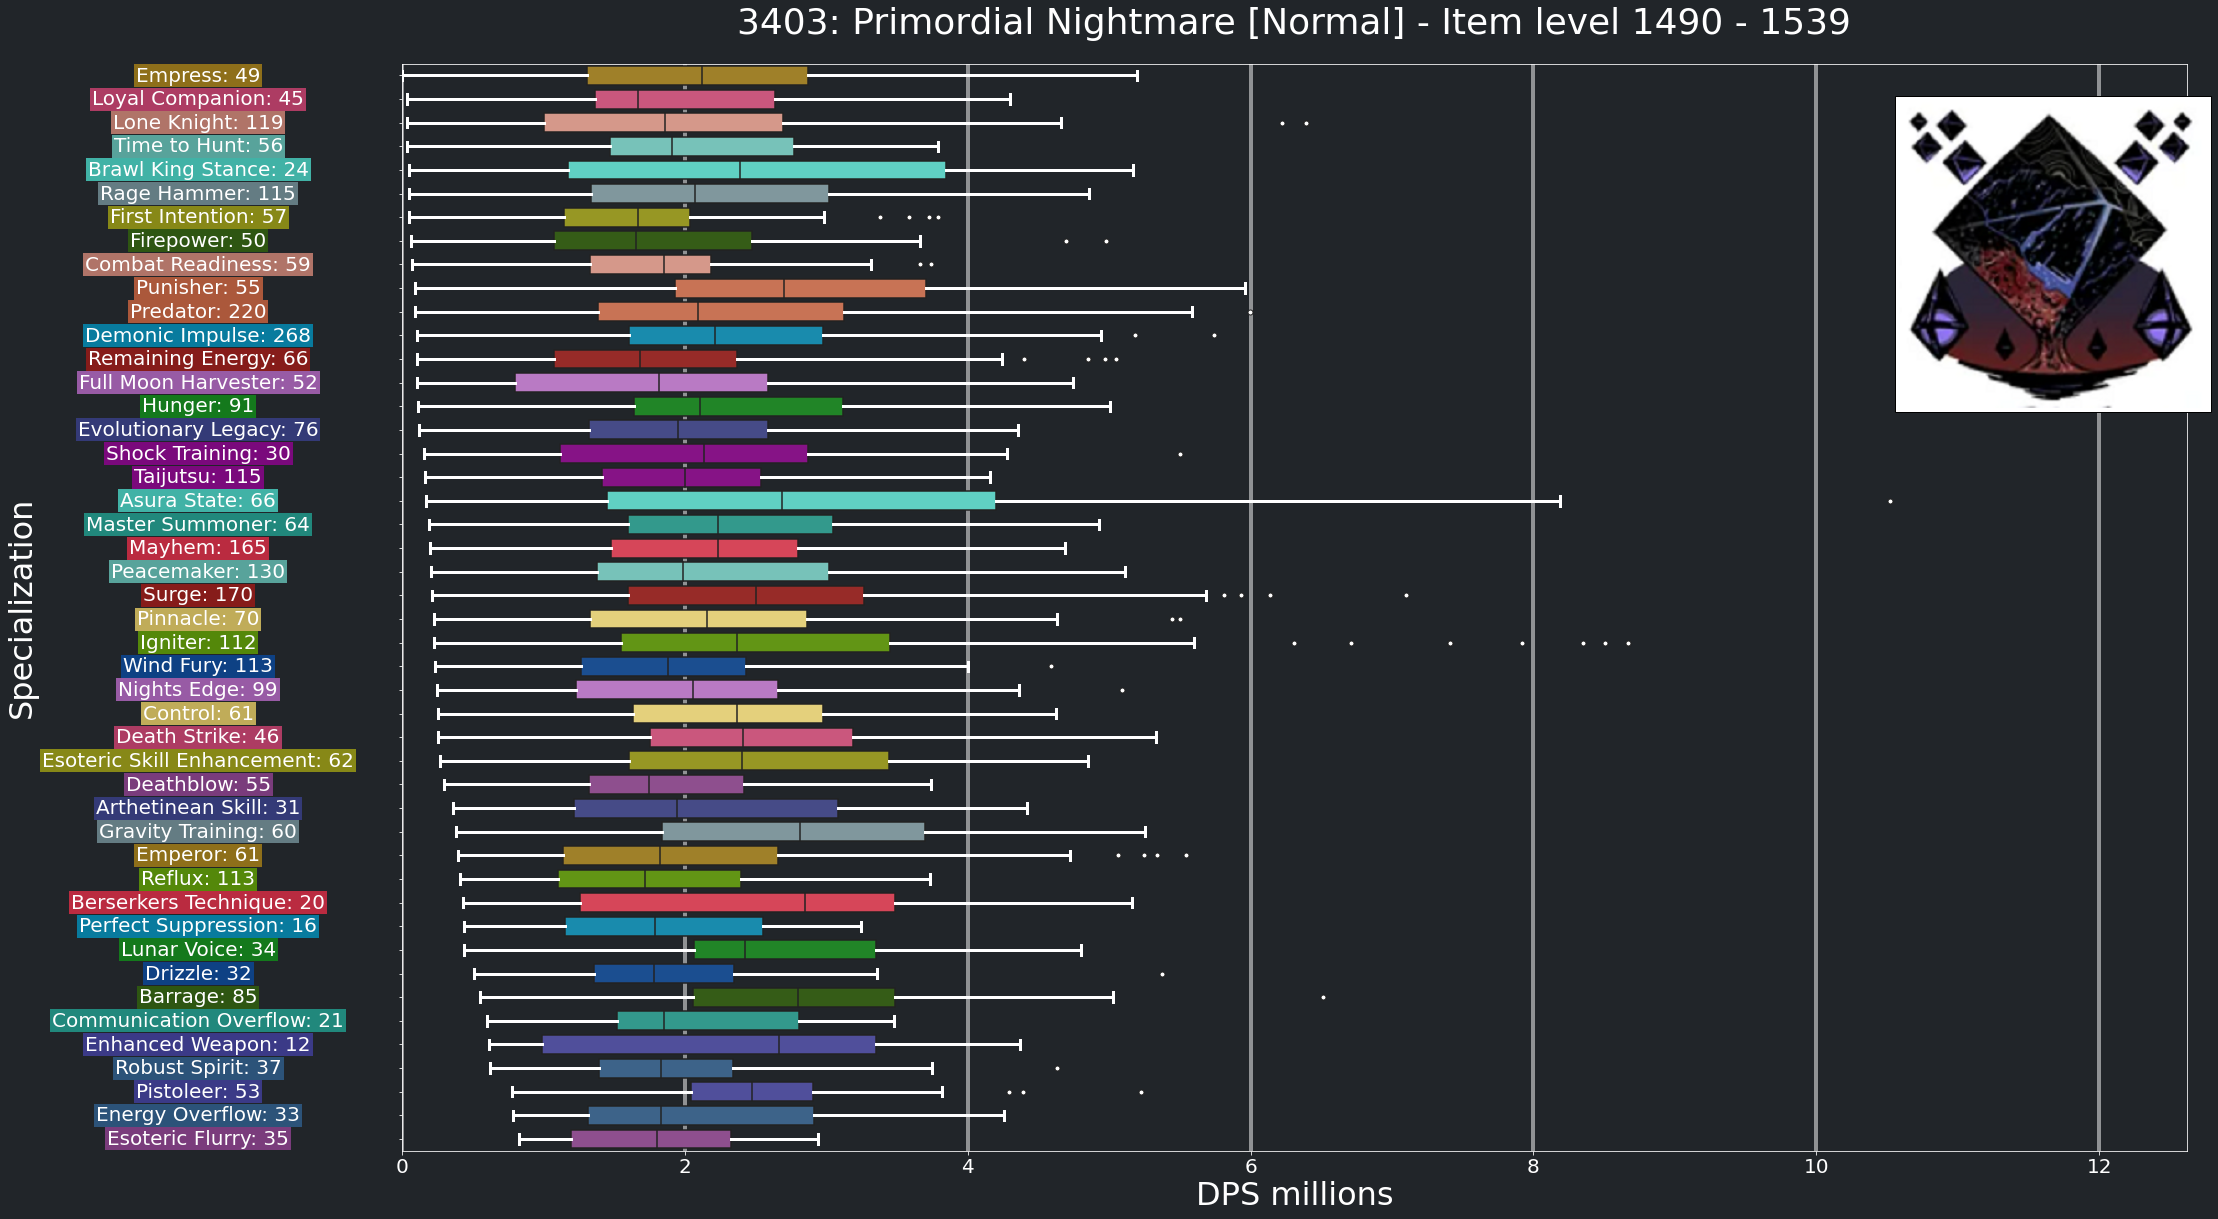 3403: Primordial Nightmare [Normal] - Item level 1490 - 1539
Specialization
Empress: 49
Loyal Companion: 45
Lone Knight: 119
Time to Hunt: 56
Brawl King Stance: 24
Rage Hammer: 115
First Intention: 57
Firepower: 50
Combat Readiness: 59
Punisher: 55
Predator: 220
Demonic Impulse: 268
Remaining Energy: 66
Full Moon Harvester: 52
Hunger: 91
Evolutionary Legacy: 76
Shock Training: 30
Taijutsu: 115
Asura State: 66
Master Summoner: 64
Mayhem: 165
Peacemaker: 130
Surge: 170
Pinnacle: 70
Igniter: 112
Wind Fury: 113
Nights Edge: 99
Control: 61
Death Strike: 46
Esoteric Skill Enhancement: 62
Deathblow: 55
Arthetinean Skill: 31
Gravity Training: 60
Emperor: 61
Reflux: 113
Berserkers Technique: 20
Perfect Suppression: 16
Lunar Voice: 34
Drizzle: 32
Barrage: 85
Communication Overflow: 21
Enhanced Weapon: 12
Robust Spirit: 37
Pistoleer: 53
Energy Overflow: 33
Esoteric Flurry: 35
0 2 4 6 8 10 12
DPS millions